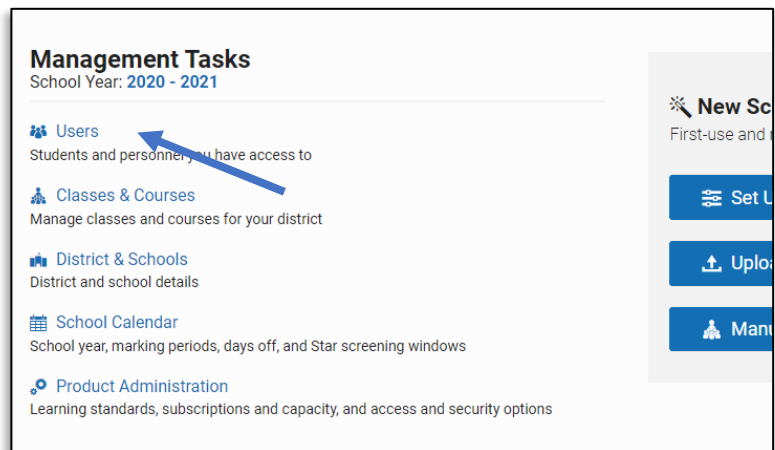 Management Tasks
School Year: 2020 - 2021
Users
Students and personnel you have access to
Classes & Courses
Manage classes and courses for your district
District & Schools
District and school details
School Calendar
School year, marking periods, days off, and Star screening windows
Product Administration
Learning standards, subscriptions and capacity, and access and security options
New Sc
First-use and
Set U
Uploa
Manu